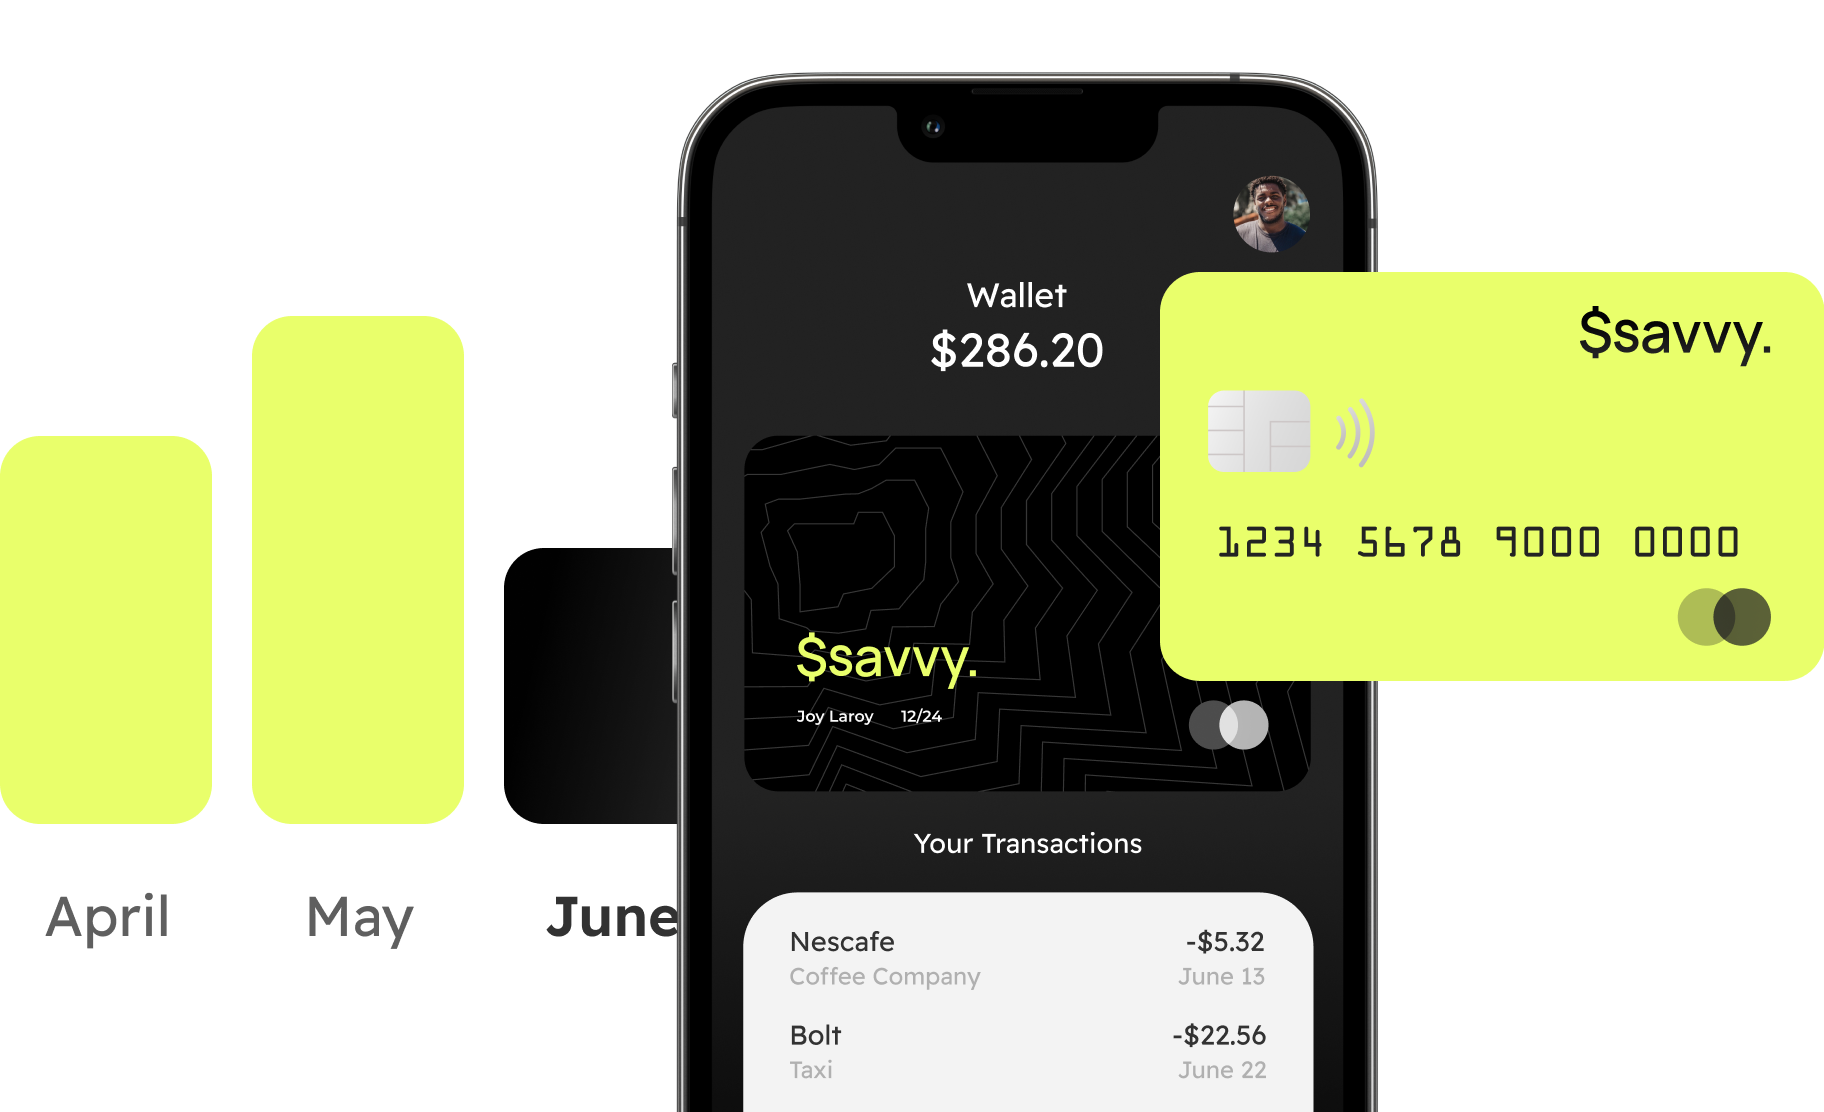 Wallet
$286.20
$savvy.
1234 5678 9000 0000
$savvy.
Joy Laroy 12/24
Your Transactions
April May June
Nescafe -$5.32
Coffee Company June 13
Bolt -$22.56
Taxi June 22